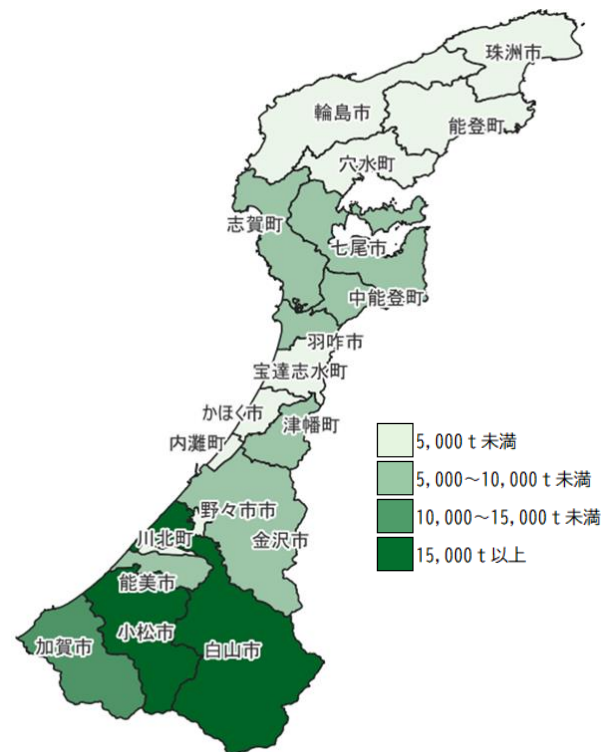 珠洲市
輪島市
能登町
穴水町
志賀町
七尾市
中能登町
羽咋市
宝達志水町
かほく市
津幡町
内灘町
5,000ｔ未満
5,000～10,000ｔ未満
野々市市
10,000～15,000ｔ未満
川北町
金沢市
15,000ｔ以上
能美市
小松市
加賀市
白山市